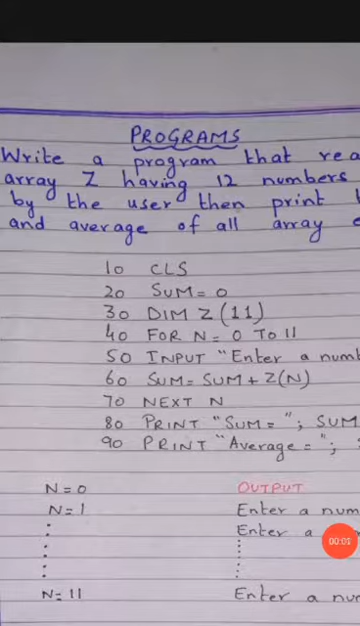 PROGRAMS
Write a program that rea
array Z having 12 numbers
by the user then print
and average of all array e
10 CLS
20 SUM = 0
30 DIM Z (11)
40 FOR N = 0 TO 11
50 INPUT "Enter a numb
60 SUM = SUM + Z(N)
70 NEXT N
80 PRINT "SUM = "; SUM
90 PRINT "Average = ";
N = 0 OUTPUT
N = 1 Enter a num
: Enter a
:
:
:
N = 11 Enter a nu
00:01